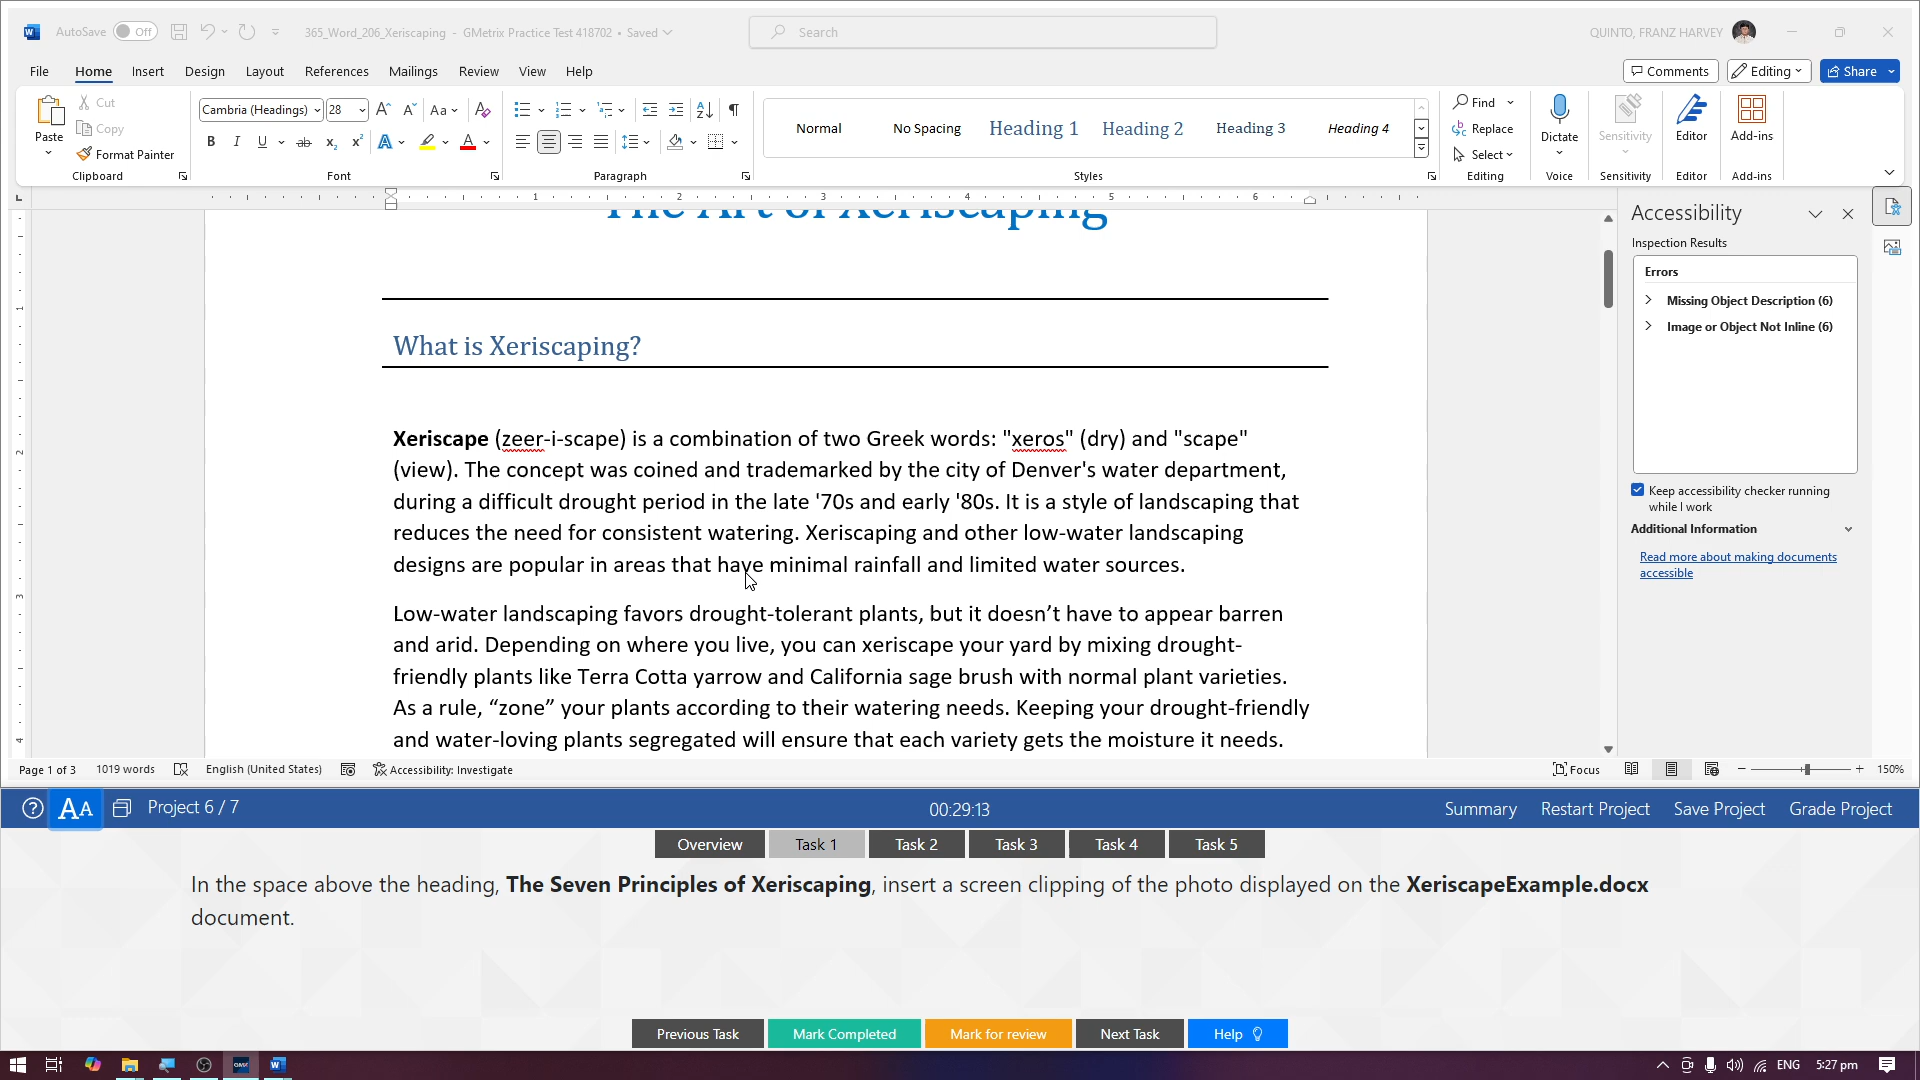 AutoSave Off 365_Word_206_Xeriscaping - GMetrix Practice Test 418702 • Saved Search QUINTO, FRANZ HARVEY
File Home Insert Design Layout References Mailings Review View Help Comments Editing Share
Paste Cut Copy Format Painter Clipboard
Cambria (Headings) 28 Aa
B I U ab x₂ x² A A Font
Paragraph
Normal No Spacing Heading 1 Heading 2 Heading 3 Heading 4
Styles
Find Replace Select Editing
Dictate Voice
Sensitivity Sensitivity
Editor Editor
Add-ins Add-ins
1 2 3 4 5 6
The Art of Xeriscaping
What is Xeriscaping?
Xeriscape (zeer-i-scape) is a combination of two Greek words: "xeros" (dry) and "scape"
(view). The concept was coined and trademarked by the city of Denver's water department,
during a difficult drought period in the late '70s and early '80s. It is a style of landscaping that
reduces the need for consistent watering. Xeriscaping and other low-water landscaping
designs are popular in areas that have minimal rainfall and limited water sources.
Low-water landscaping favors drought-tolerant plants, but it doesn’t have to appear barren
and arid. Depending on where you live, you can xeriscape your yard by mixing drought-
friendly plants like Terra Cotta yarrow and California sage brush with normal plant varieties.
As a rule, “zone” your plants according to their watering needs. Keeping your drought-friendly
and water-loving plants segregated will ensure that each variety gets the moisture it needs.
Accessibility
Inspection Results
Errors
Missing Object Description (6)
Image or Object Not Inline (6)
Keep accessibility checker running
while I work
Additional Information
Read more about making documents
accessible
Page 1 of 3 1019 words English (United States) Accessibility: Investigate Focus 150%
Project 6 / 7 00:29:13 Summary Restart Project Save Project Grade Project
Overview Task 1 Task 2 Task 3 Task 4 Task 5
In the space above the heading, The Seven Principles of Xeriscaping, insert a screen clipping of the photo displayed on the XeriscapeExample.docx
document.
Previous Task Mark Completed Mark for review Next Task Help
ENG 5:27 pm